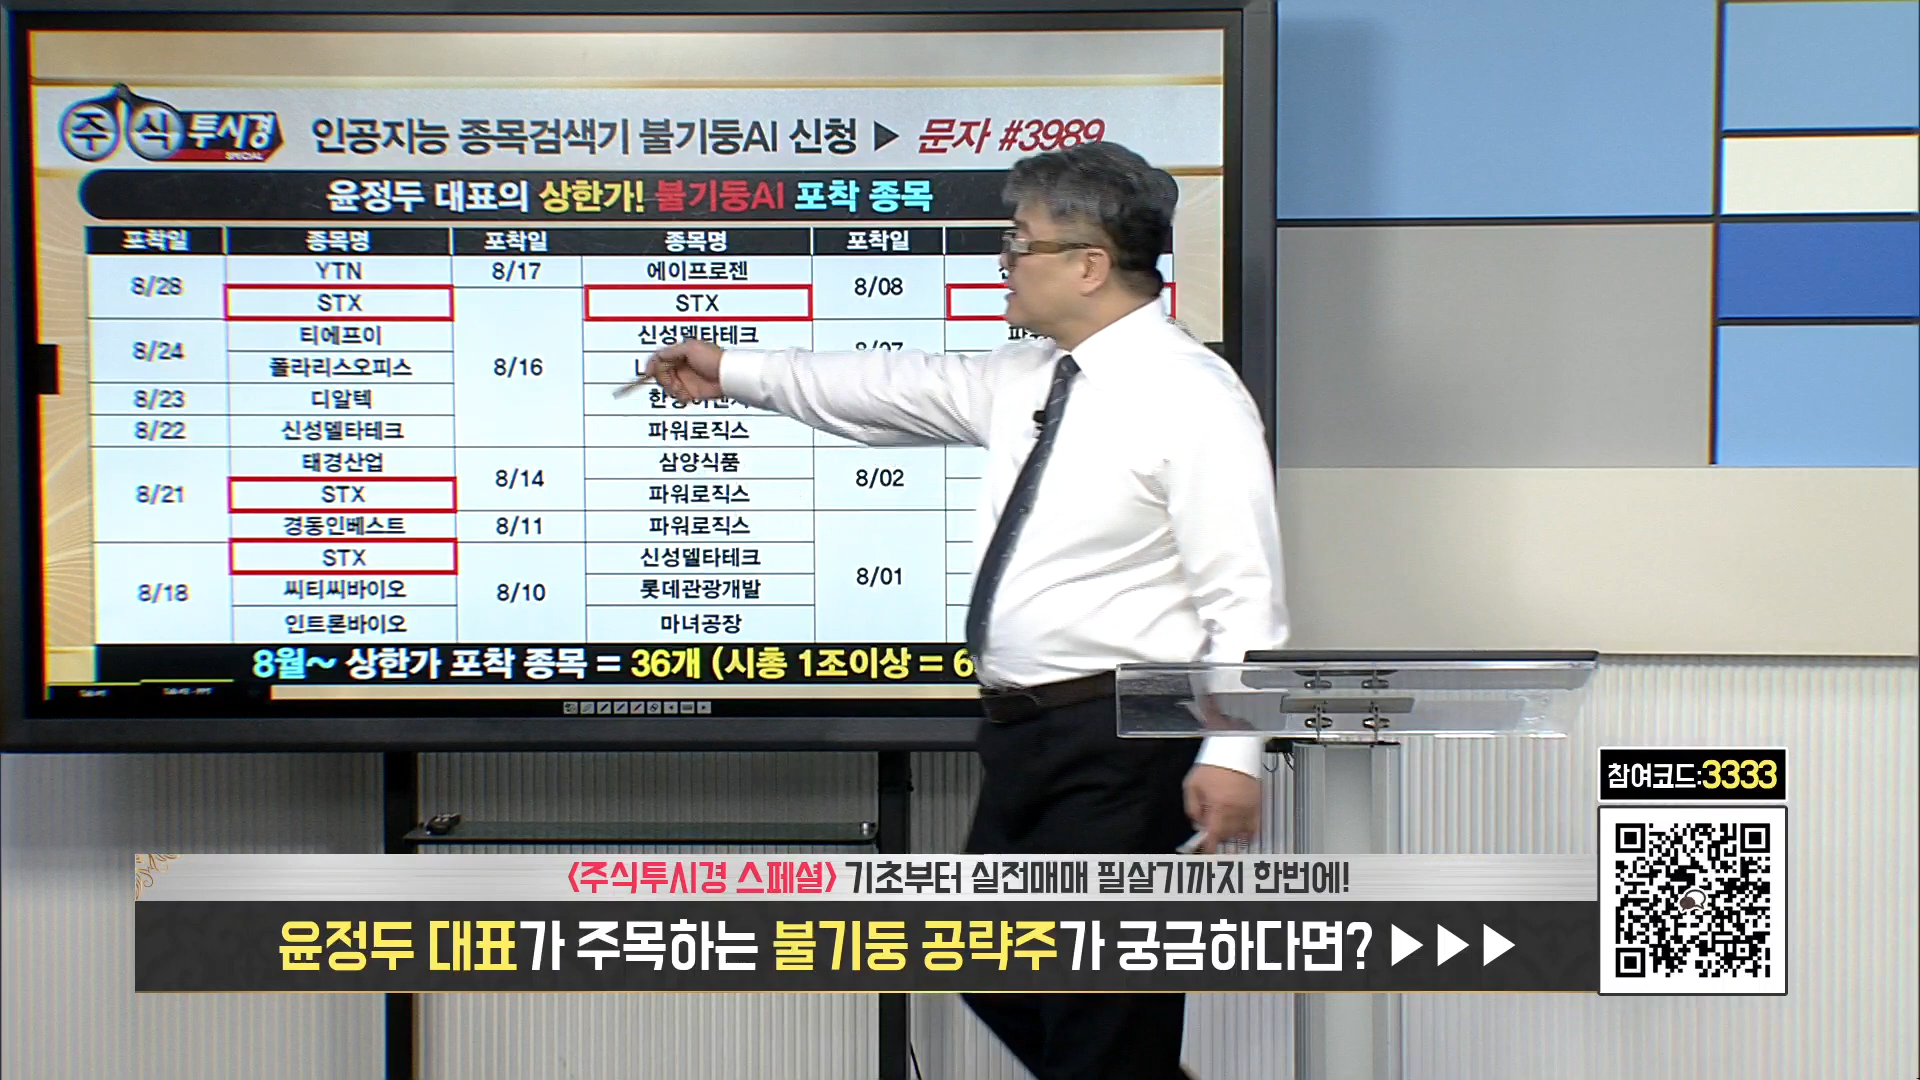 주식투시경 SPECIAL
인공지능 종목검색기 불기둥AI 신청 ▶ 문자 #3989
윤정두 대표의 상한가! 불기둥AI 포착 종목
포착일 종목명 포착일 종목명 포착일
8/28 YTN 8/17 에이프로젠 8/08
STX 8/16 STX
8/24 티에프이 신성델타테크
폴라리스오피스
8/23 디알텍
8/22 신성델타테크 파워로직스
8/21 태경산업 8/14 삼양식품 8/02
STX 파워로직스
경동인베스트 8/11 파워로직스 8/01
8/18 STX 8/10 신성델타테크
씨티씨바이오 롯데관광개발
인트론바이오 마녀공장
8월~ 상한가 포착 종목 = 36개 (시총 1조이상 = 6
참여코드:3333
<주식투시경 스페셜> 기초부터 실전매매 필살기까지 한번에!
윤정두 대표가 주목하는 불기둥 공략주가 궁금하다면? ▶▶▶